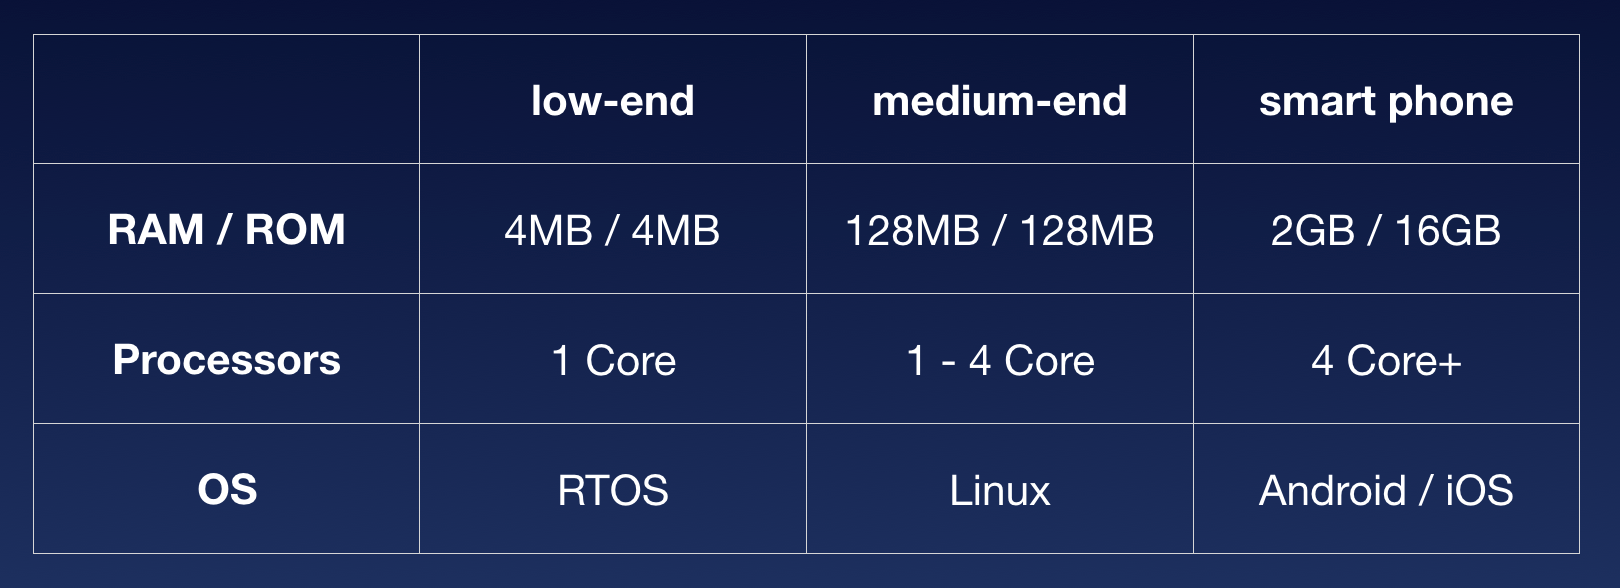 low-end medium-end smart phone
RAM / ROM 4MB / 4MB 128MB / 128MB 2GB / 16GB
Processors 1 Core 1 - 4 Core 4 Core+
OS RTOS Linux Android / iOS